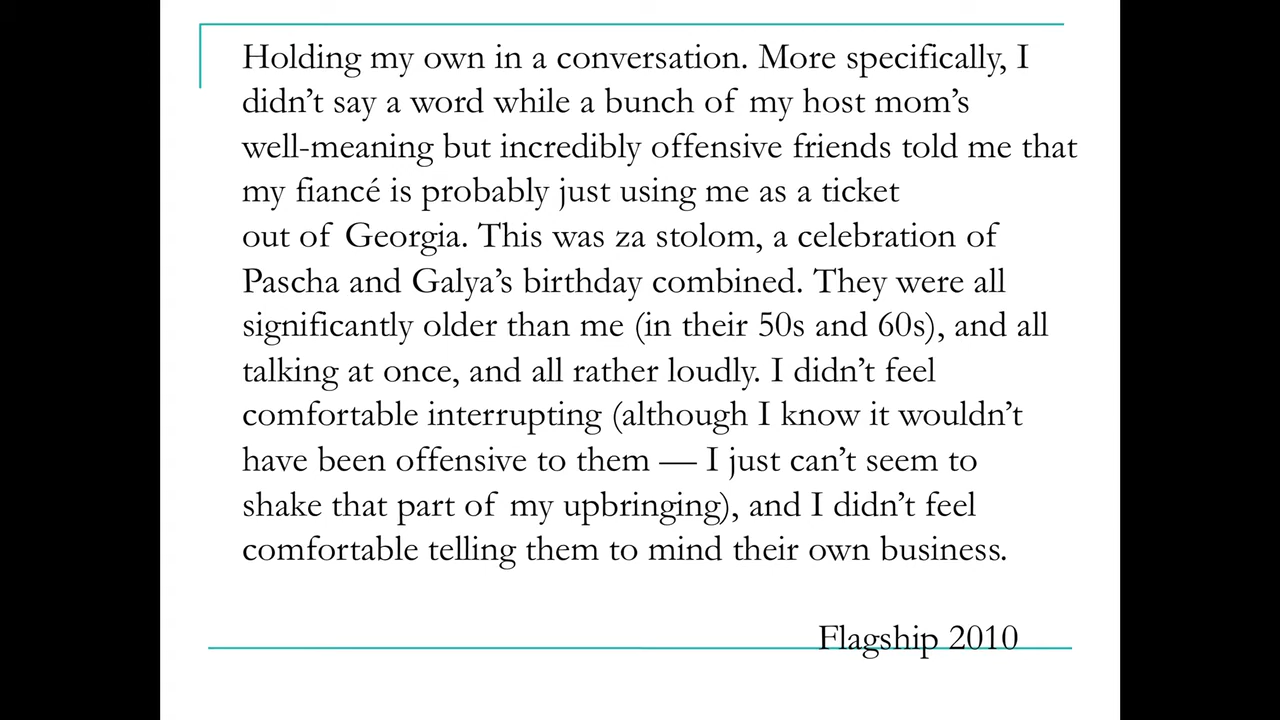 Holding my own in a conversation. More specifically, I
didn’t say a word while a bunch of my host mom’s
well-meaning but incredibly offensive friends told me that
my fiancé is probably just using me as a ticket
out of Georgia. This was za stolom, a celebration of
Pascha and Galya’s birthday combined. They were all
significantly older than me (in their 50s and 60s), and all
talking at once, and all rather loudly. I didn’t feel
comfortable interrupting (although I know it wouldn’t
have been offensive to them — I just can’t seem to
shake that part of my upbringing), and I didn’t feel
comfortable telling them to mind their own business.
Flagship 2010